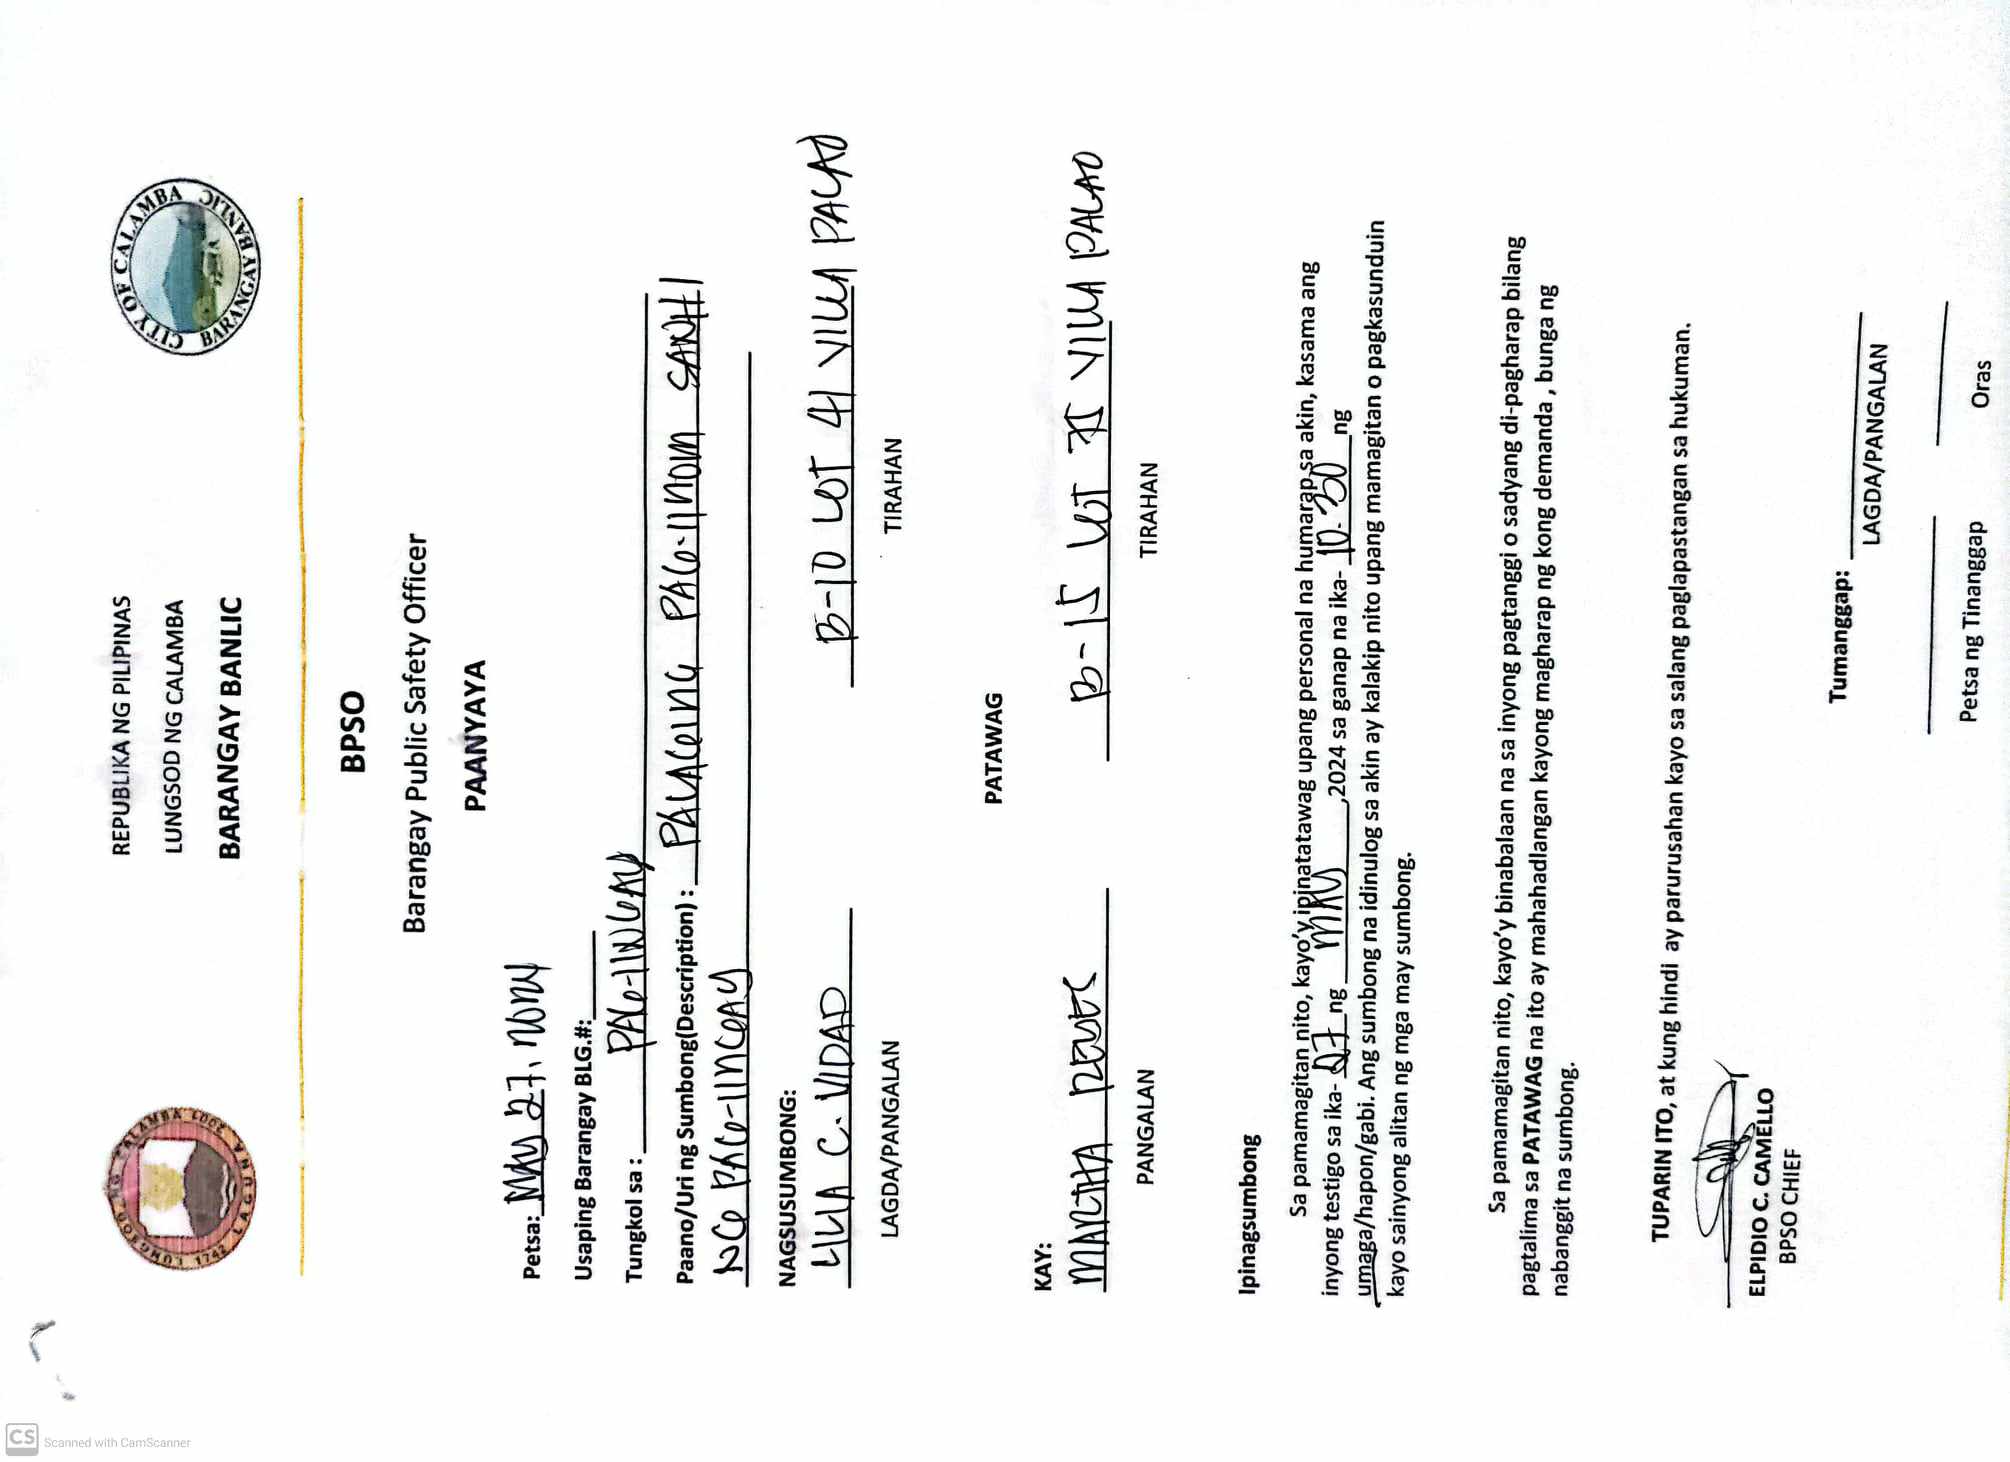 CITY OF CALAMBA
BARANGAY BANLIC
REPUBLIKA NG PILIPINAS
LUNGSOD NG CALAMBA
BARANGAY BANLIC
BPSO
Barangay Public Safety Officer
PAANYAYA
Petsa: MAY 27,
Usaping Barangay BLG.#:
Tungkol sa : PAG-IINGAY
Paano/Uri ng Sumbong(Description) : PALAGING PAG-IINOM SANHI
NG PAG-IINGAY
NAGSUSUMBONG:
LILIA C. VIDAD B-10 LOT 41 VILLA PALAO
LAGDA/PANGALAN TIRAHAN
PATAWAG
KAY:
REYES B-15 LOT VILLA PALAO
PANGALAN TIRAHAN
Ipinagsumbong
Sa pamamagitan nito, kayo'y ipinatatawag upang personal na humarap sa akin, kasama ang
inyong testigo sa ika- 27 ng MAY ,2024 sa ganap na ika- 10-30 ng
umaga/hapon/gabi. Ang sumbong na idinulog sa akin ay kalakip nito upang mamagitan o pagkasunduin
kayo sainyong alitan ng mga may sumbong.
Sa pamamagitan nito, kayo'y binabalaan na sa inyong pagtanggi o sadyang di-pagharap bilang
pagtalima sa PATAWAG na ito ay mahahadlangan kayong magharap ng kong demanda , bunga ng
nabanggit na sumbong.
TUPARIN ITO, at kung hindi ay parurusahan kayo sa salang paglapastangan sa hukuman.
ELPIDIO C. CAMELLO
BPSO CHIEF
Tumanggap:
LAGDA/PANGALAN
Petsa ng Tinanggap Oras
CS Scanned with CamScanner